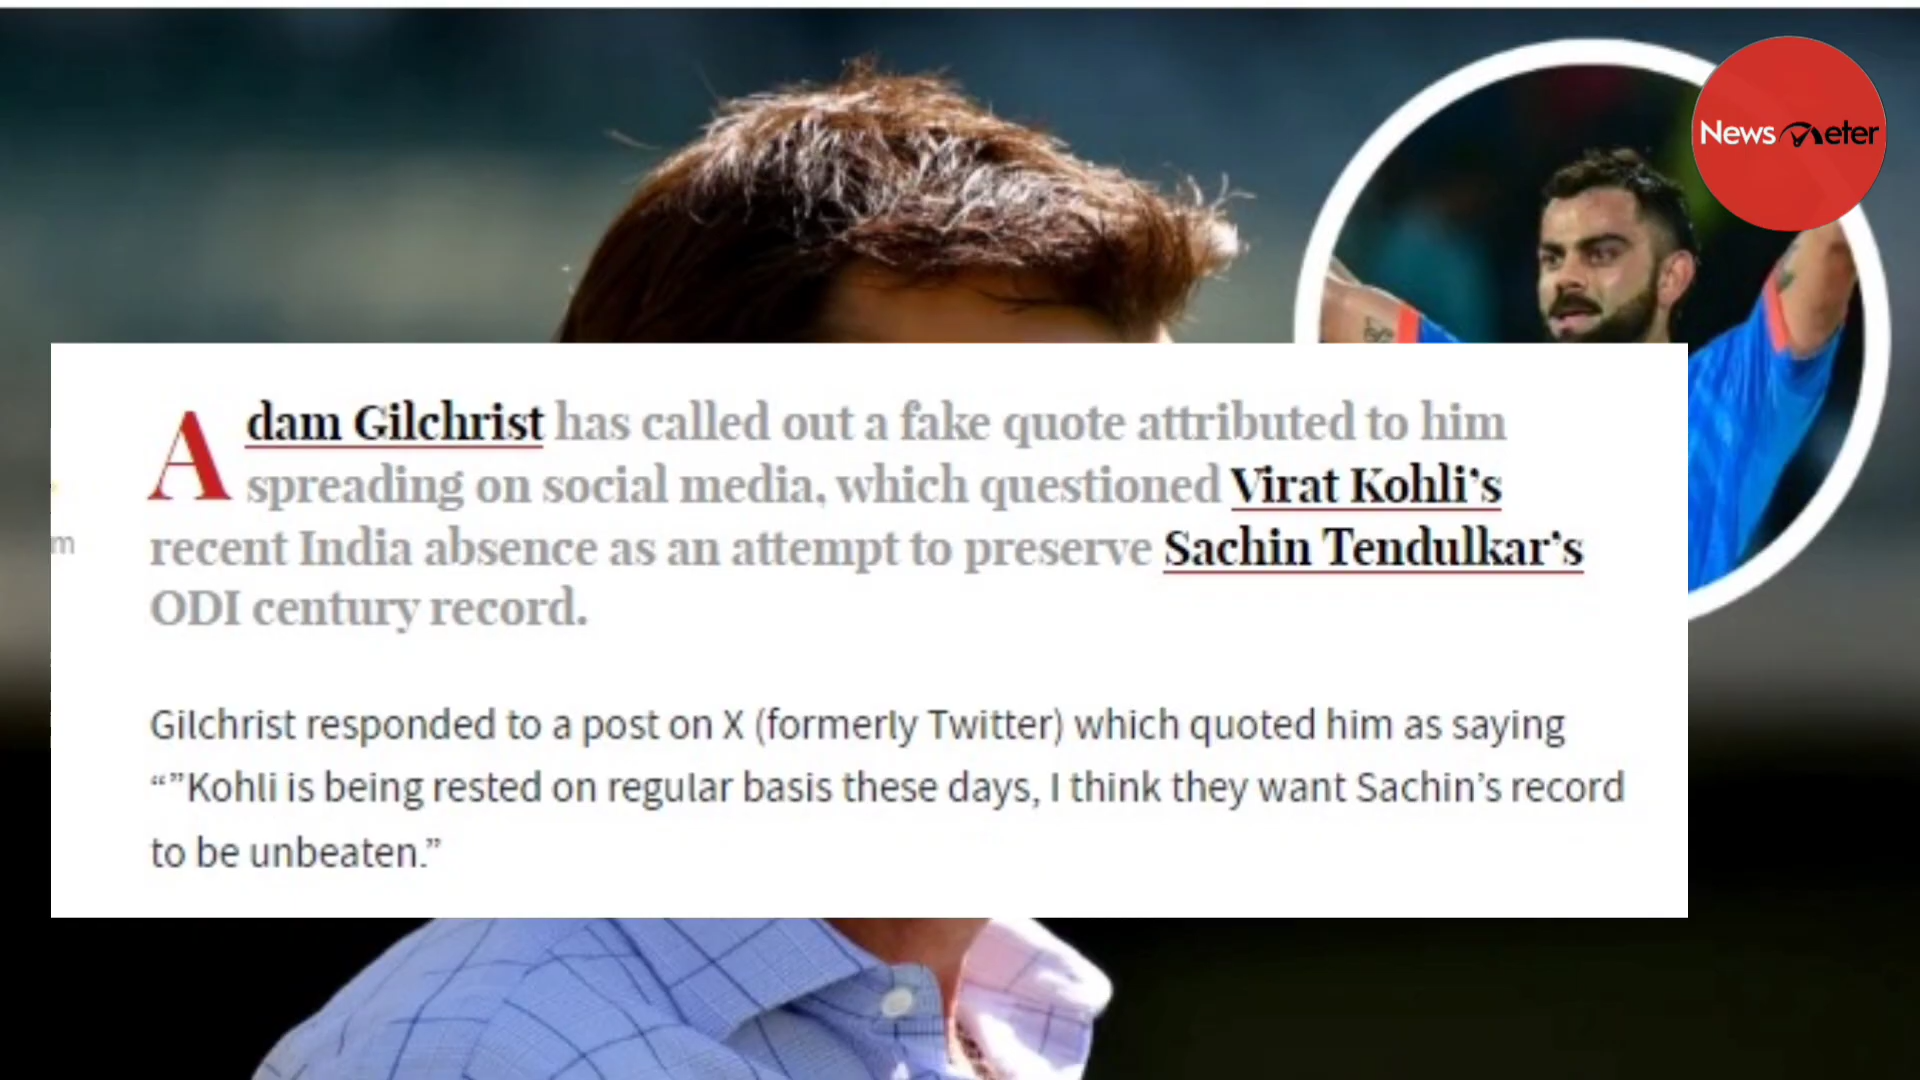 NewsMeter
Adam Gilchrist has called out a fake quote attributed to him
spreading on social media, which questioned Virat Kohli’s
recent India absence as an attempt to preserve Sachin Tendulkar’s
ODI century record.
m
Gilchrist responded to a post on X (formerly Twitter) which quoted him as saying
“”Kohli is being rested on regular basis these days, I think they want Sachin’s record
to be unbeaten.”